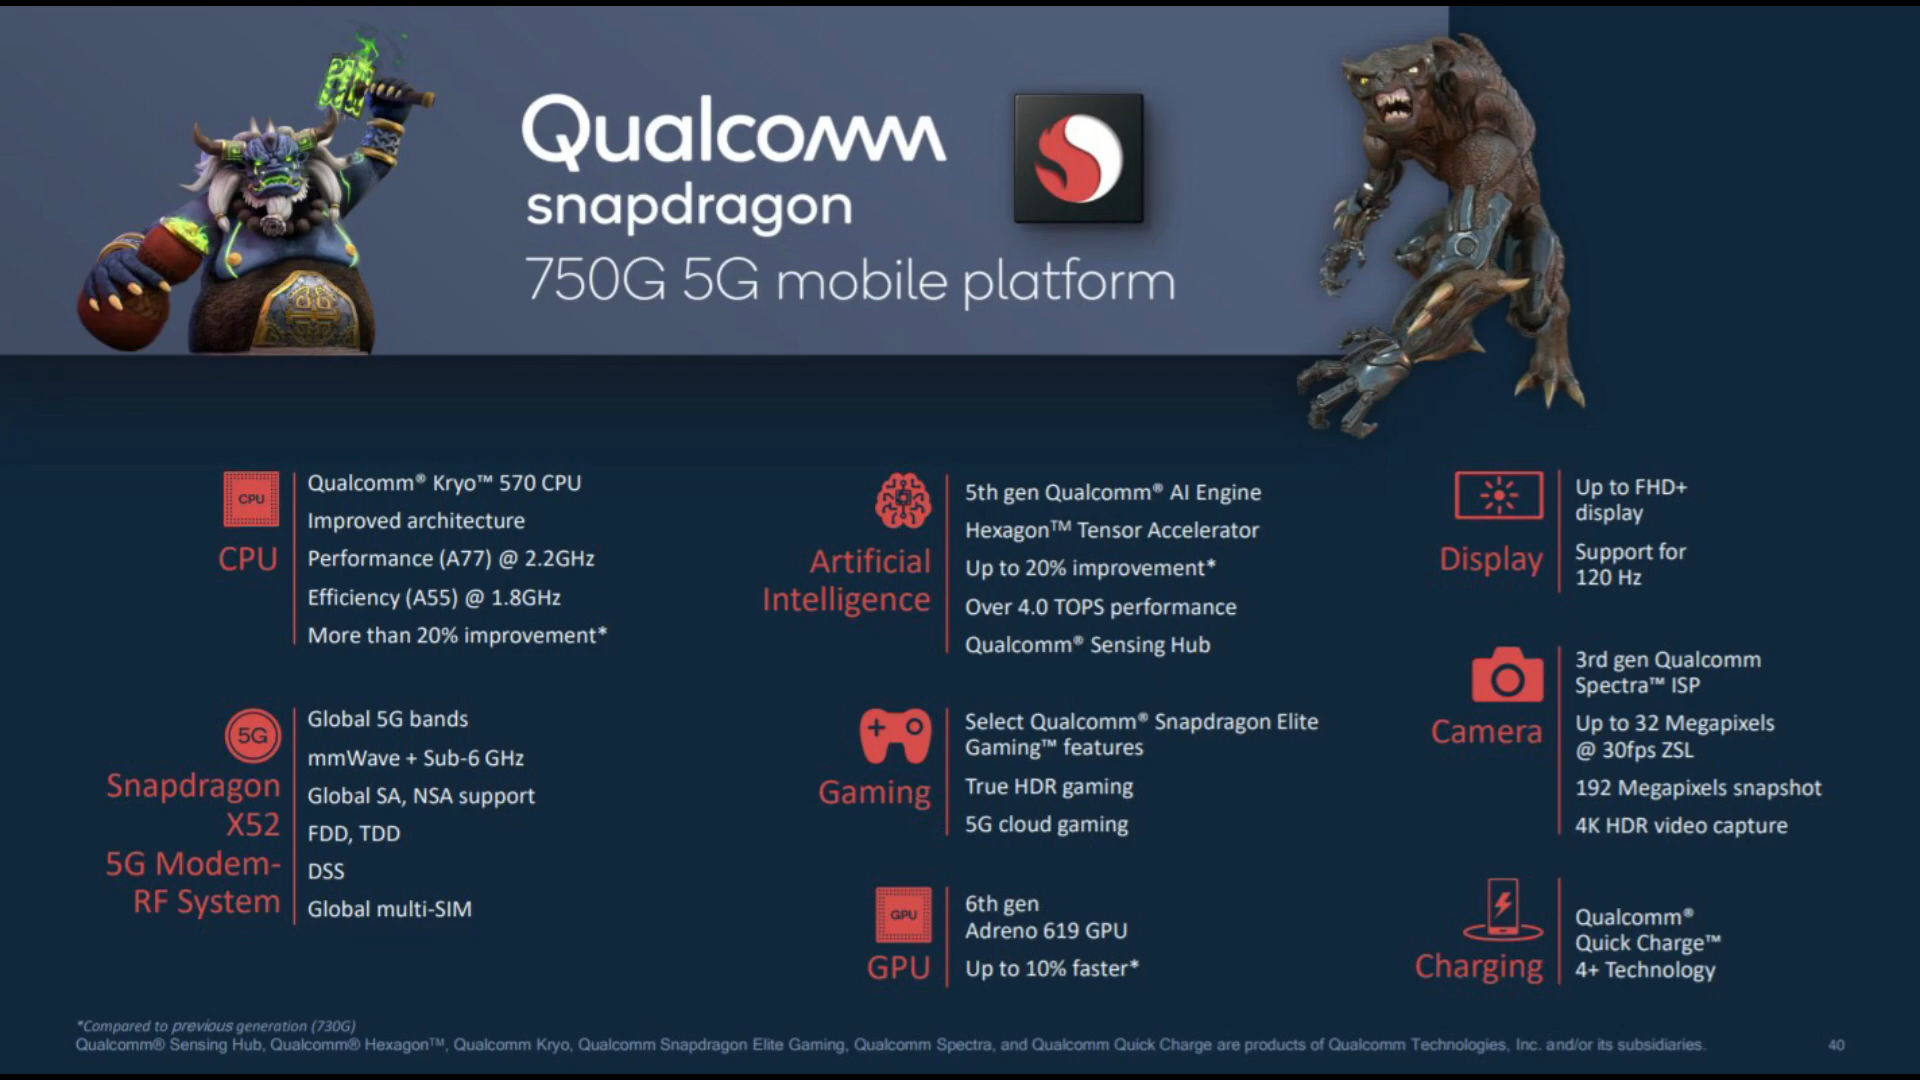 Qualcomm
snapdragon
750G 5G mobile platform
CPU
CPU
Qualcomm® Kryo™ 570 CPU
Improved architecture
Performance (A77) @ 2.2GHz
Efficiency (A55) @ 1.8GHz
More than 20% improvement*
5G
Snapdragon
X52
5G Modem-
RF System
Global 5G bands
mmWave + Sub-6 GHz
Global SA, NSA support
FDD, TDD
DSS
Global multi-SIM
Artificial
Intelligence
5th gen Qualcomm® AI Engine
Hexagon™ Tensor Accelerator
Up to 20% improvement*
Over 4.0 TOPS performance
Qualcomm® Sensing Hub
Gaming
Select Qualcomm® Snapdragon Elite
Gaming™ features
True HDR gaming
5G cloud gaming
GPU
GPU
6th gen
Adreno 619 GPU
Up to 10% faster*
Display
Up to FHD+
display
Support for
120 Hz
Camera
3rd gen Qualcomm
Spectra™ ISP
Up to 32 Megapixels
@ 30fps ZSL
192 Megapixels snapshot
4K HDR video capture
Charging
Qualcomm®
Quick Charge™
4+ Technology
*Compared to previous generation (730G)
Qualcomm® Sensing Hub, Qualcomm® Hexagon™, Qualcomm Kryo, Qualcomm Snapdragon Elite Gaming, Qualcomm Spectra, and Qualcomm Quick Charge are products of Qualcomm Technologies, Inc. and/or its subsidiaries.
40